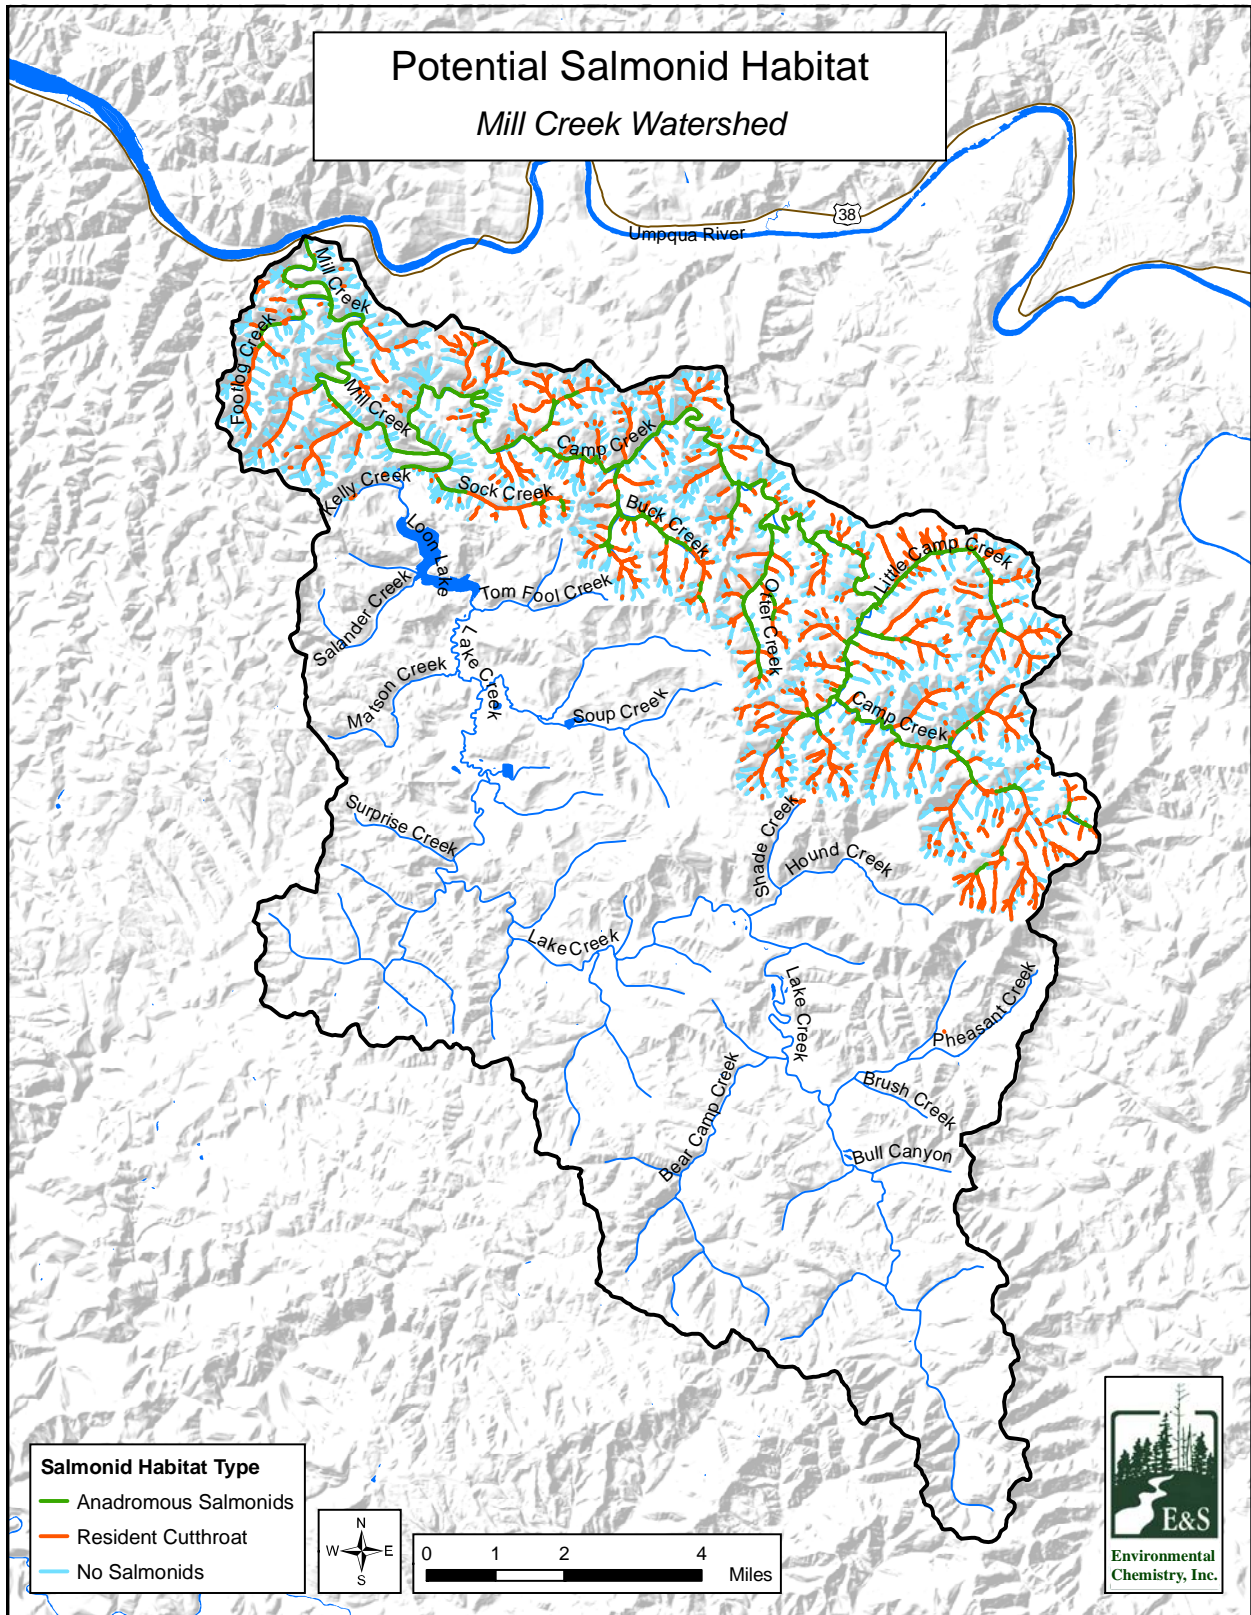 Potential Salmonid Habitat
Mill Creek Watershed
38
Umpqua River
Mill Creek
Footlog Creek
Mill Creek
Camp Creek
Kelly Creek
Sock Creek
Buck Creek
Loon Lake
Little Camp Creek
Salander Creek
Tom Fool Creek
Otter Creek
Lake Creek
Matson Creek
Soup Creek
Camp Creek
Surprise Creek
Shade Creek
Hound Creek
Lake Creek
Lake Creek
Pheasant Creek
Bear Camp Creek
Brush Creek
Bull Canyon
Salmonid Habitat Type
Anadromous Salmonids
Resident Cutthroat
No Salmonids
N
W E
S
0 1 2 4
Miles
E&S
Environmental
Chemistry, Inc.